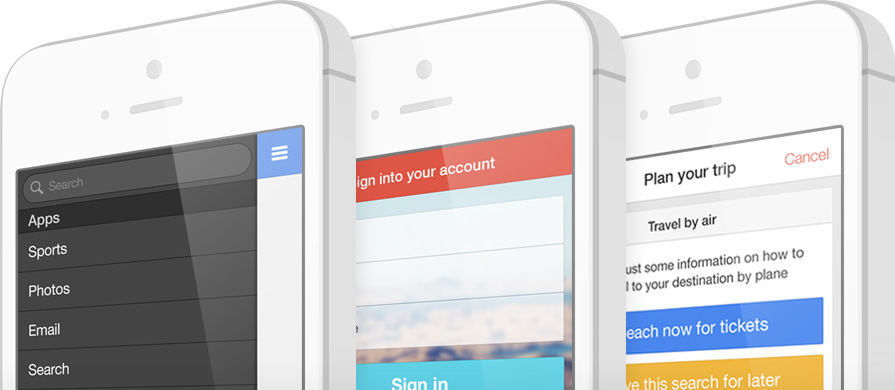 Search
Apps
Sports
Photos
Email
Search
ign into your account
e
Sign in
Plan your trip
Cancel
Travel by air
ust some information on how to
l to your destination by plane
each now for tickets
ve this search for later